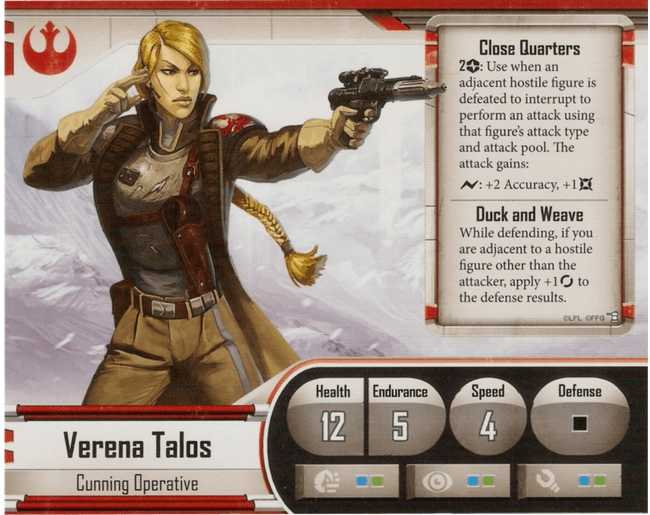 Close Quarters
2: Use when an
adjacent hostile figure is
defeated to interrupt to
perform an attack using
that figure's attack type
and attack pool. The
attack gains:
: +2 Accuracy, +1
Duck and Weave
While defending, if you
are adjacent to a hostile
figure other than the
attacker, apply +1 to
the defense results.
©LFL ©FFG
Health Endurance Speed Defense
12 5 4
Verena Talos
Cunning Operative